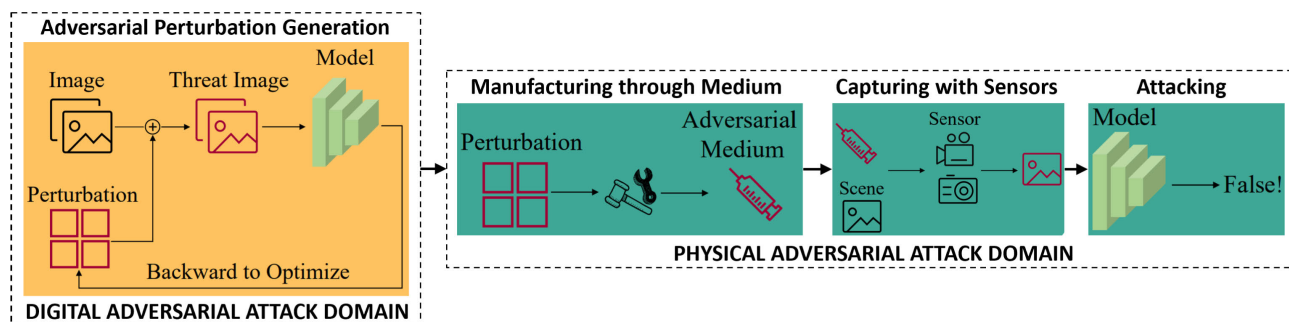 Adversarial Perturbation Generation
Image
Threat Image
Model
Perturbation
Backward to Optimize
DIGITAL ADVERSARIAL ATTACK DOMAIN
Manufacturing through Medium
Perturbation
Adversarial
Medium
Capturing with Sensors
Sensor
Scene
Attacking
Model
False!
PHYSICAL ADVERSARIAL ATTACK DOMAIN